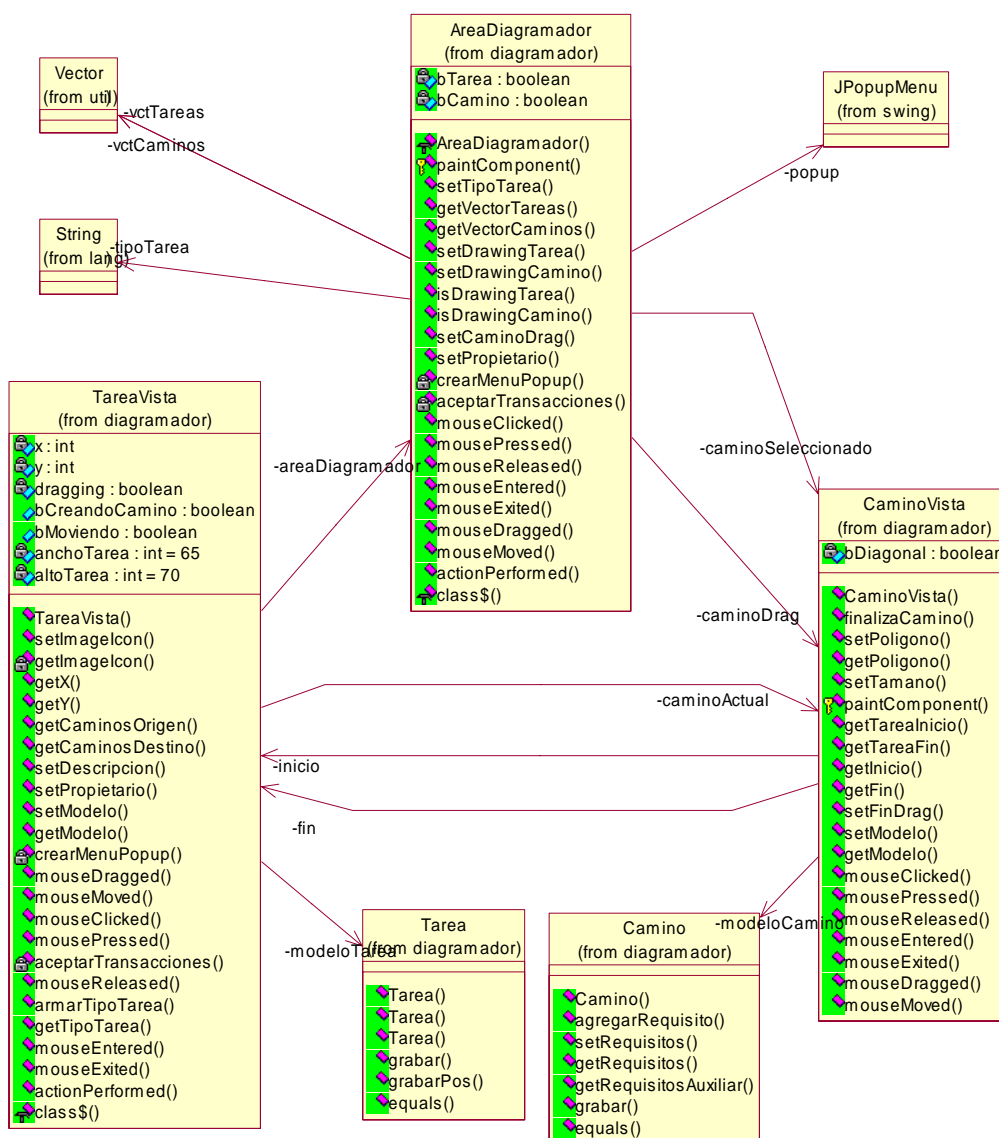 AreaDiagramador
(from diagramador)
bTarea : boolean
bCamino : boolean
AreaDiagramador()
paintComponent()
setTipoTarea()
getVectorTareas()
getVectorCaminos()
setDrawingTarea()
setDrawingCamino()
isDrawingTarea()
isDrawingCamino()
setCaminoDrag()
setPropietario()
crearMenuPopup()
aceptarTransacciones()
mouseClicked()
mousePressed()
mouseReleased()
mouseEntered()
mouseExited()
mouseDragged()
mouseMoved()
actionPerformed()
class$()
Vector
(from util)
-vctTareas
-vctCaminos
JPopupMenu
(from swing)
-popup
String
(from lang)
-tipoTarea
TareaVista
(from diagramador)
x : int
y : int
dragging : boolean
bCreandoCamino : boolean
bMoviendo : boolean
anchoTarea : int = 65
altoTarea : int = 70
TareaVista()
setImageIcon()
getImageIcon()
getX()
getY()
getCaminosOrigen()
getCaminosDestino()
setDescripcion()
setPropietario()
setModelo()
getModelo()
crearMenuPopup()
mouseDragged()
mouseMoved()
mouseClicked()
mousePressed()
aceptarTransacciones()
mouseReleased()
armarTipoTarea()
getTipoTarea()
mouseEntered()
mouseExited()
actionPerformed()
class$()
-areaDiagramador
-caminoSeleccionado
-caminoDrag
-caminoActual
-inicio
-fin
CaminoVista
(from diagramador)
bDiagonal : boolean
CaminoVista()
finalizaCamino()
setPoligono()
getPoligono()
setTamano()
paintComponent()
getTareaInicio()
getTareaFin()
getInicio()
getFin()
setFinDrag()
setModelo()
getModelo()
mouseClicked()
mousePressed()
mouseReleased()
mouseEntered()
mouseExited()
mouseDragged()
mouseMoved()
-modeloTarea
-modeloCamino
Tarea
(from diagramador)
Tarea()
Tarea()
Tarea()
grabar()
grabarPos()
equals()
Camino
(from diagramador)
Camino()
agregarRequisito()
setRequisitos()
getRequisitos()
getRequisitosAuxiliar()
grabar()
equals()